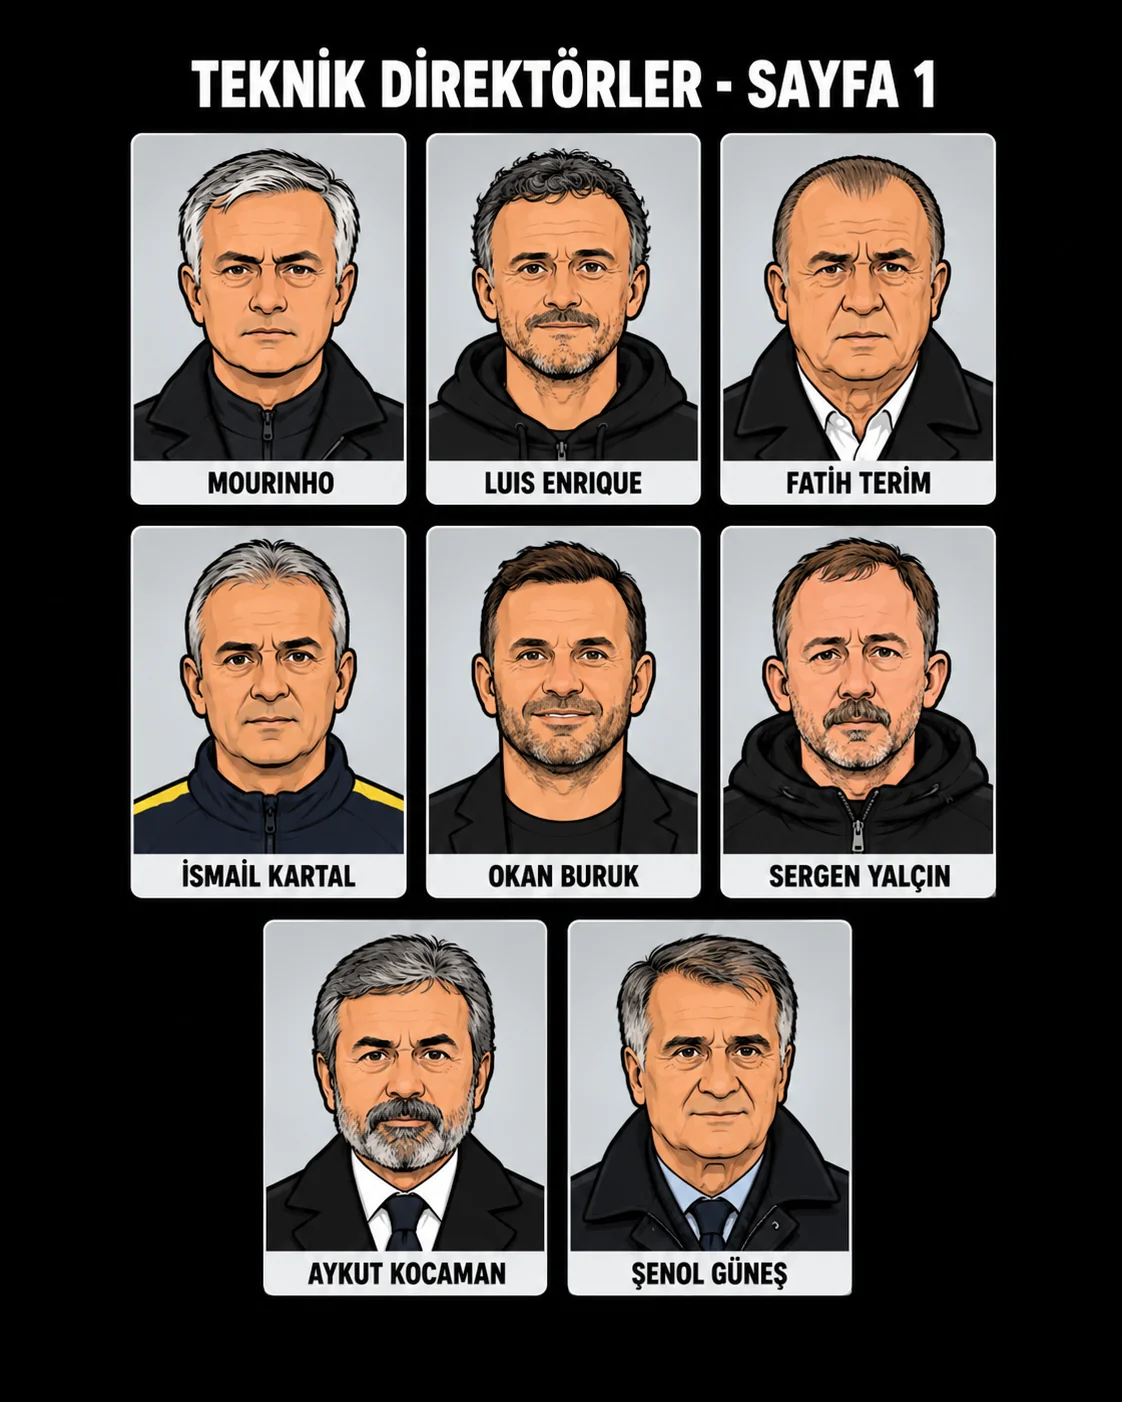 TEKNİK DİREKTÖRLER - SAYFA 1
MOURINHO
LUIS ENRIQUE
FATİH TERİM
İSMAİL KARTAL
OKAN BURUK
SERGEN YALÇIN
AYKUT KOCAMAN
ŞENOL GÜNEŞ